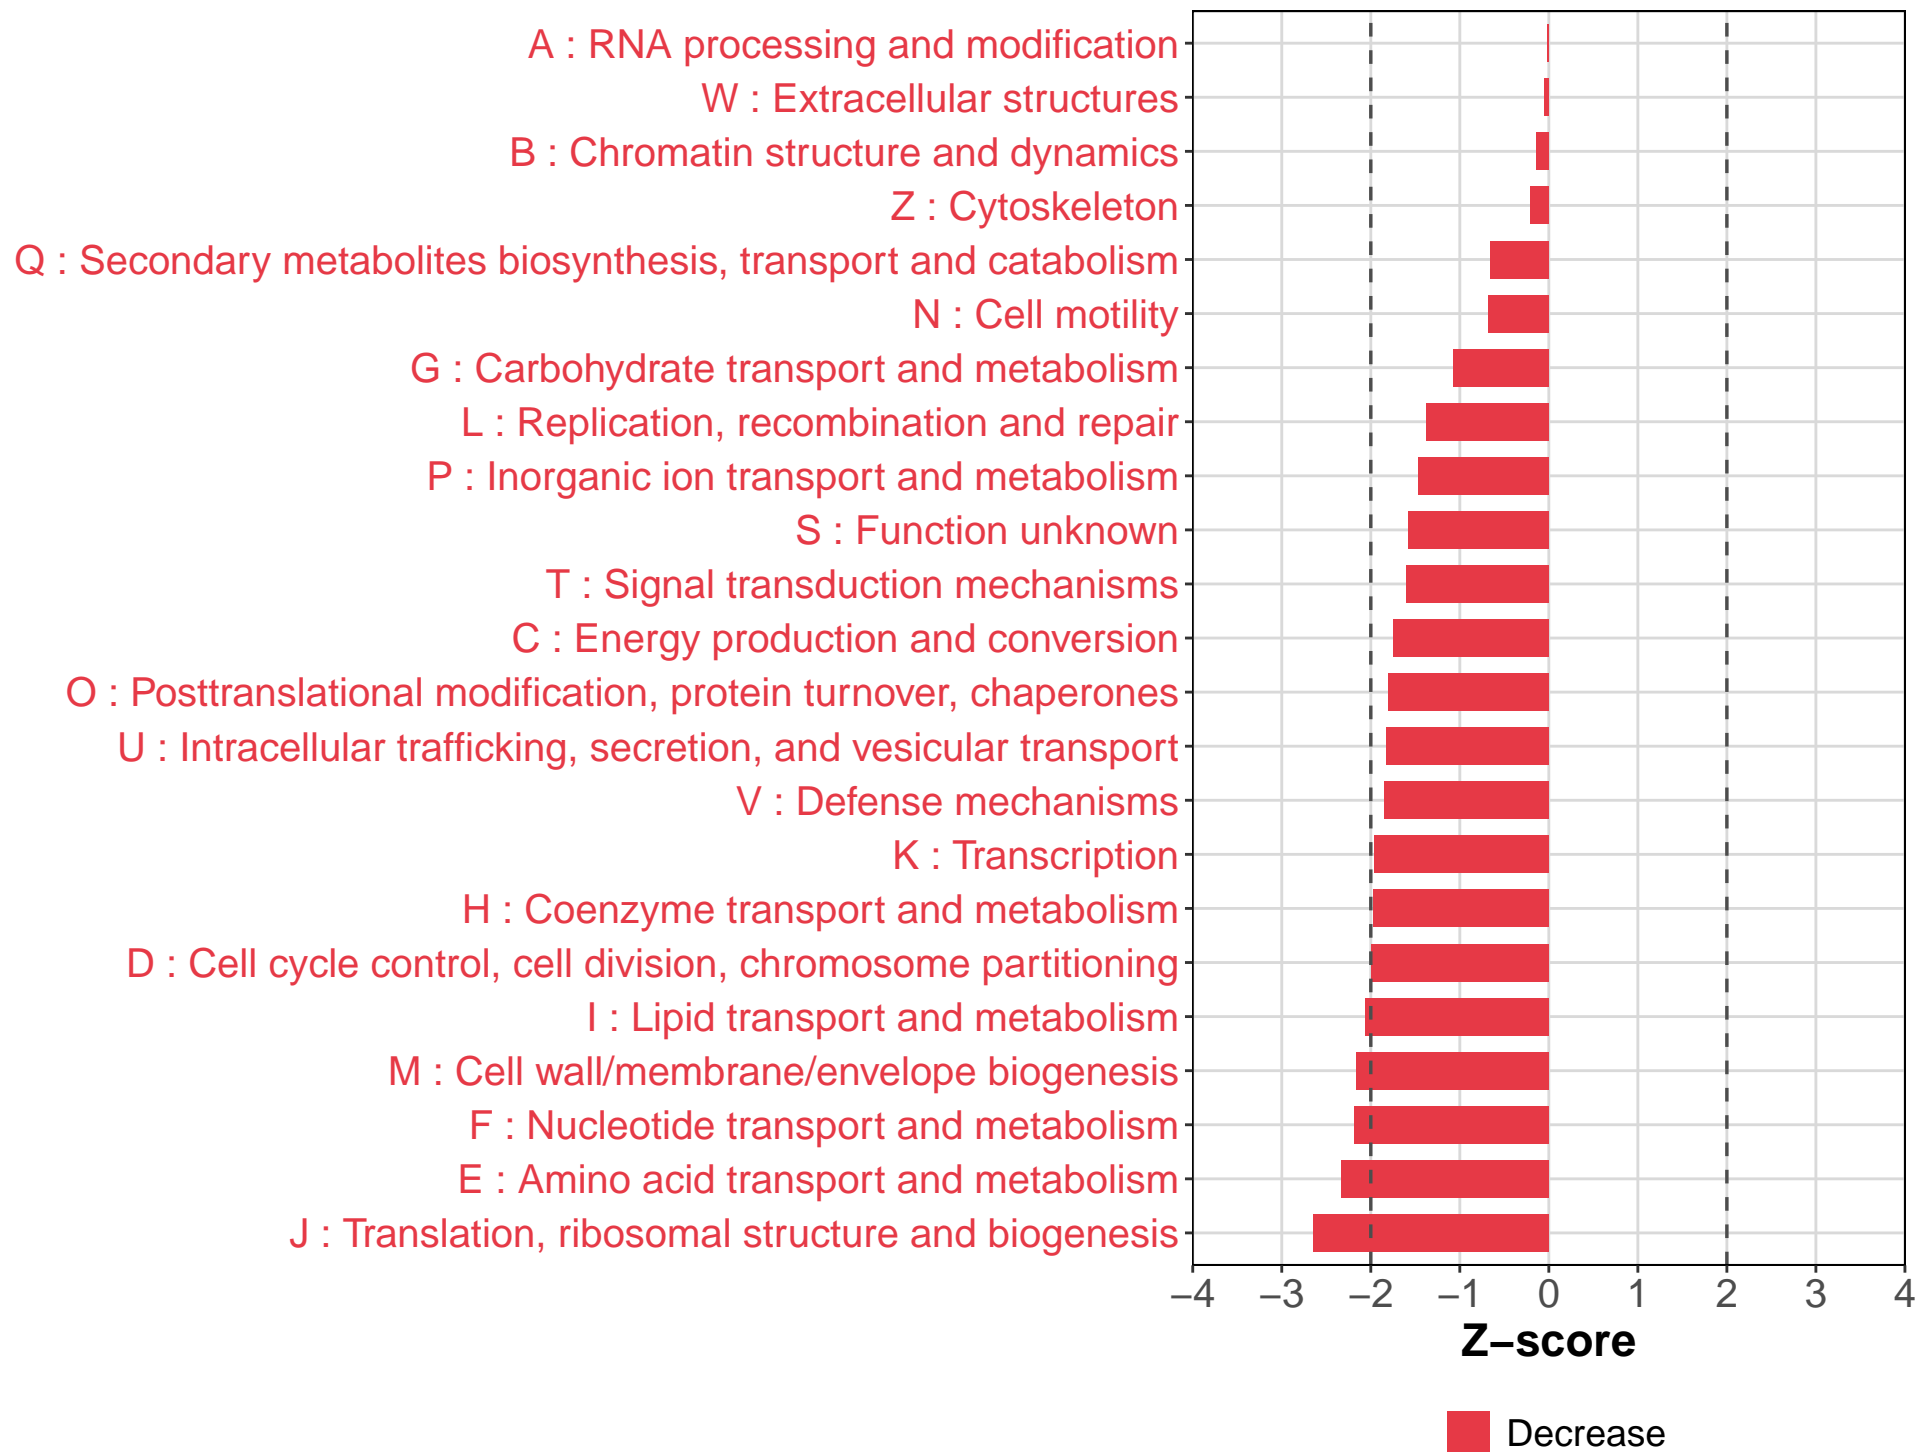 A : RNA processing and modification
W : Extracellular structures
B : Chromatin structure and dynamics
Z : Cytoskeleton
Q : Secondary metabolites biosynthesis, transport and catabolism
N : Cell motility
G : Carbohydrate transport and metabolism
L : Replication, recombination and repair
P : Inorganic ion transport and metabolism
S : Function unknown
T : Signal transduction mechanisms
C : Energy production and conversion
O : Posttranslational modification, protein turnover, chaperones
U : Intracellular trafficking, secretion, and vesicular transport
V : Defense mechanisms
K : Transcription
H : Coenzyme transport and metabolism
D : Cell cycle control, cell division, chromosome partitioning
I : Lipid transport and metabolism
M : Cell wall/membrane/envelope biogenesis
F : Nucleotide transport and metabolism
E : Amino acid transport and metabolism
J : Translation, ribosomal structure and biogenesis
−4 −3 −2 −1 0 1 2 3 4
Z−score
Decrease